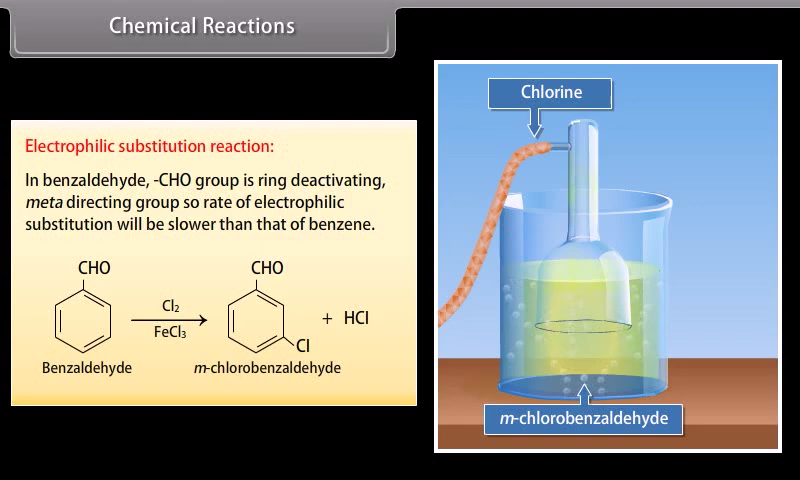 Chemical Reactions
Electrophilic substitution reaction:
In benzaldehyde, -CHO group is ring deactivating,
meta directing group so rate of electrophilic
substitution will be slower than that of benzene.
CHO
Cl₂
FeCl₃
CHO
Cl
+ HCl
Benzaldehyde
m-chlorobenzaldehyde
Chlorine
m-chlorobenzaldehyde